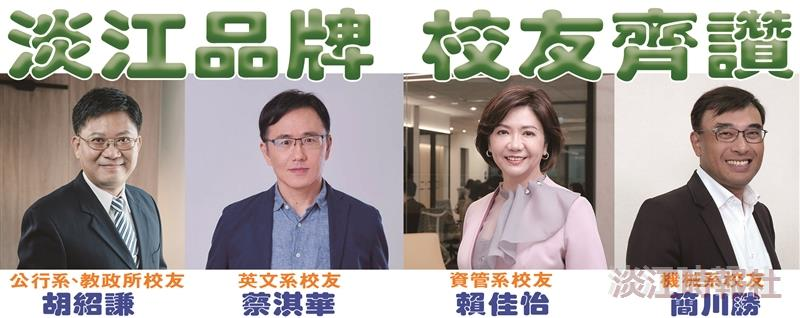 淡江品牌 校友齊讚
公行系、教政所校友
胡紹謙
英文系校友
蔡淇華
資管系校友
賴佳怡
機械系校友
簡川勝
淡江時報社